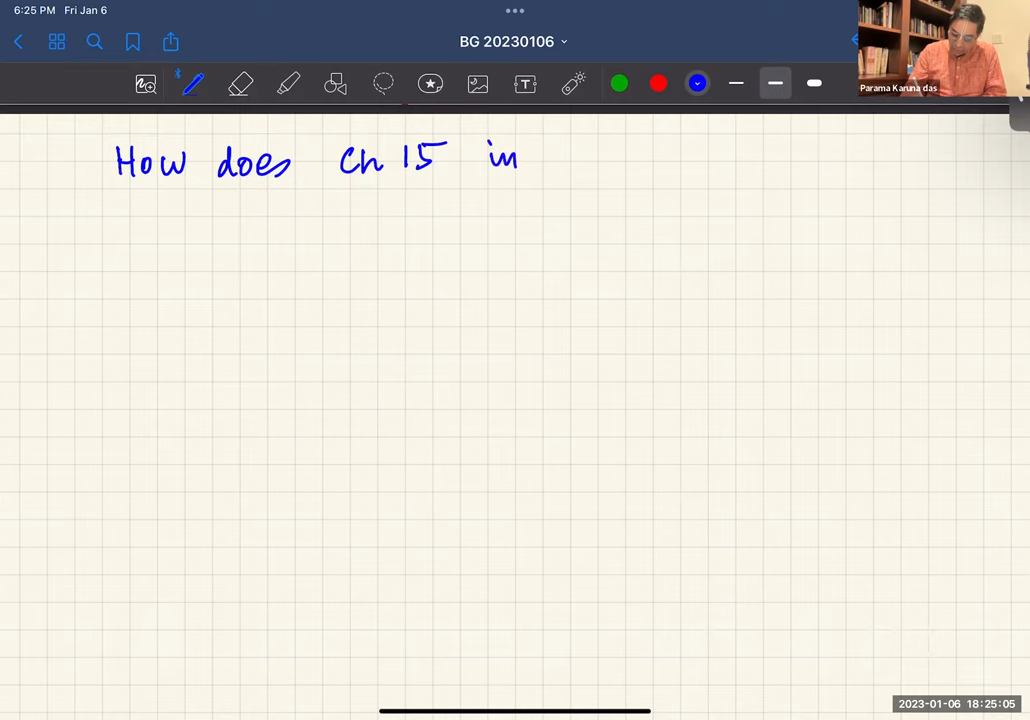 6:25 PM Fri Jan 6
BG 20230106
Parama Karuna das
How does Ch 15 in
2023-01-06 18:25:05